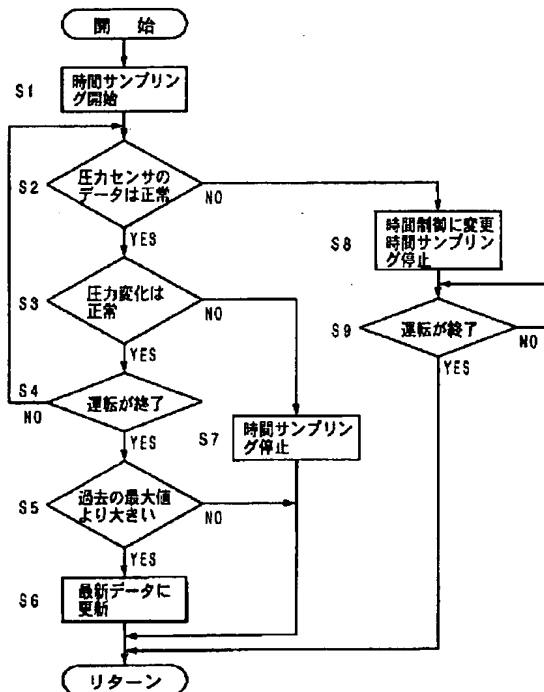 開 始
S1
時間サンプリン
グ開始
S2
圧力センサの
データは正常
NO
YES
S3
圧力変化は
正常
NO
YES
S4
運転が終了
NO
YES
S5
過去の最大値
より大きい
NO
YES
S6
最新データに
更新
S7
時間サンプリン
グ停止
S8
時間制御に変更
時間サンプリン
グ停止
S9
運転が終了
NO
YES
リターン